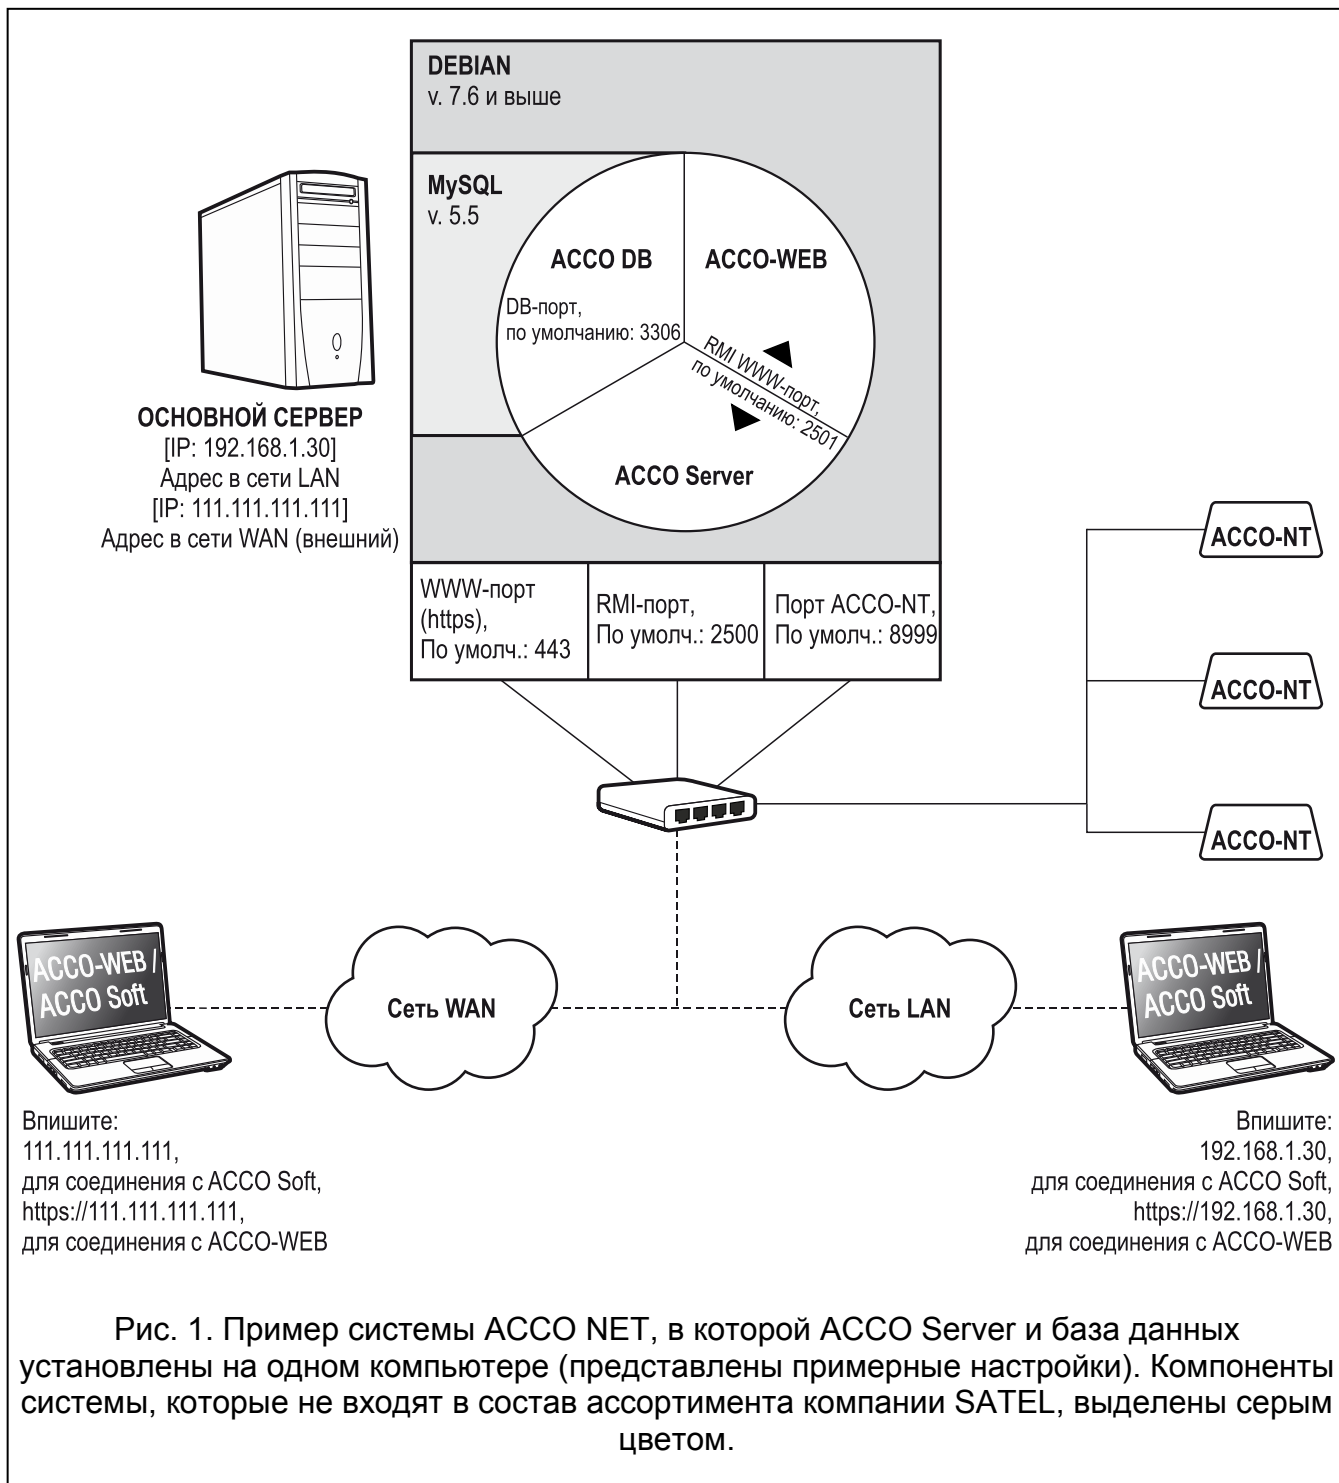 DEBIAN
v. 7.6 и выше
MySQL
v. 5.5
ACCO DB
ACCO-WEB
DB-порт,
по умолчанию: 3306
RMI WWW-порт,
по умолчанию: 2501
ACCO Server
ОСНОВНОЙ СЕРВЕР
[IP: 192.168.1.30]
Адрес в сети LAN
[IP: 111.111.111.111]
Адрес в сети WAN (внешний)
WWW-порт
(https),
По умолч.: 443
RMI-порт,
По умолч.: 2500
Порт ACCO-NT,
По умолч.: 8999
ACCO-NT
ACCO-NT
ACCO-NT
ACCO-WEB /
ACCO Soft
Сеть WAN
Сеть LAN
ACCO-WEB /
ACCO Soft
Впишите:
111.111.111.111,
для соединения с ACCO Soft,
https://111.111.111.111,
для соединения с ACCO-WEB
Впишите:
192.168.1.30,
для соединения с ACCO Soft,
https://192.168.1.30,
для соединения с ACCO-WEB
Рис. 1. Пример системы ACCO NET, в которой ACCO Server и база данных
установлены на одном компьютере (представлены примерные настройки). Компоненты
системы, которые не входят в состав ассортимента компании SATEL, выделены серым
цветом.